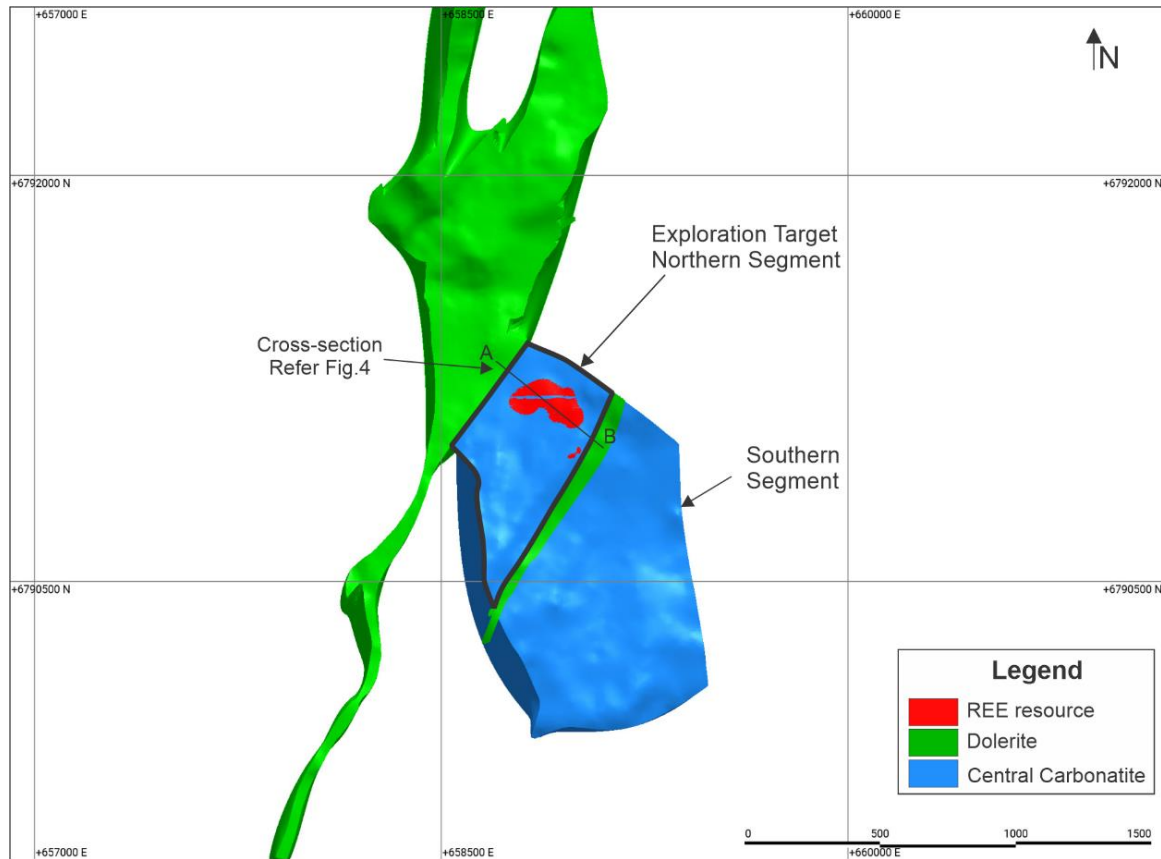 +657000 E
+658500 E
+660000 E
N
+6792000 N
+6792000 N
Exploration Target
Northern Segment
Cross-section
Refer Fig.4
A
B
Southern
Segment
+6790500 N
+6790500 N
Legend
REE resource
Dolerite
Central Carbonatite
0
500
1000
1500
+657000 E
+658500 E
+660000 E